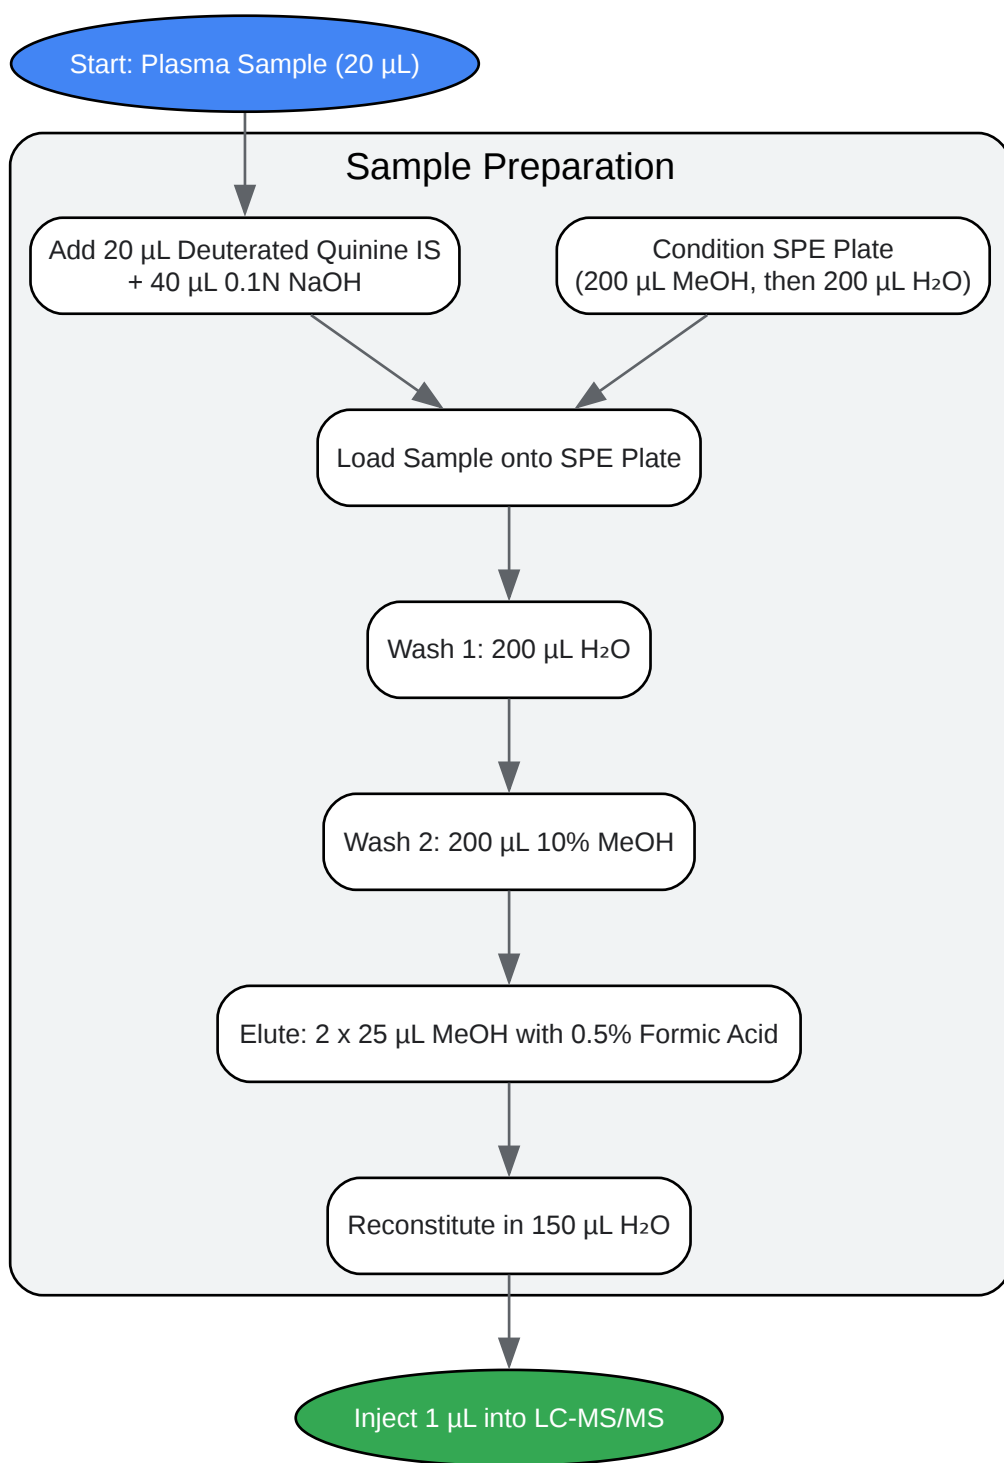 Start: Plasma Sample (20 µL)
Sample Preparation
Add 20 µL Deuterated Quinine IS
+ 40 µL 0.1N NaOH
Condition SPE Plate
(200 µL MeOH, then 200 µL H₂O)
Load Sample onto SPE Plate
Wash 1: 200 µL H₂O
Wash 2: 200 µL 10% MeOH
Elute: 2 x 25 µL MeOH with 0.5% Formic Acid
Reconstitute in 150 µL H₂O
Inject 1 µL into LC-MS/MS